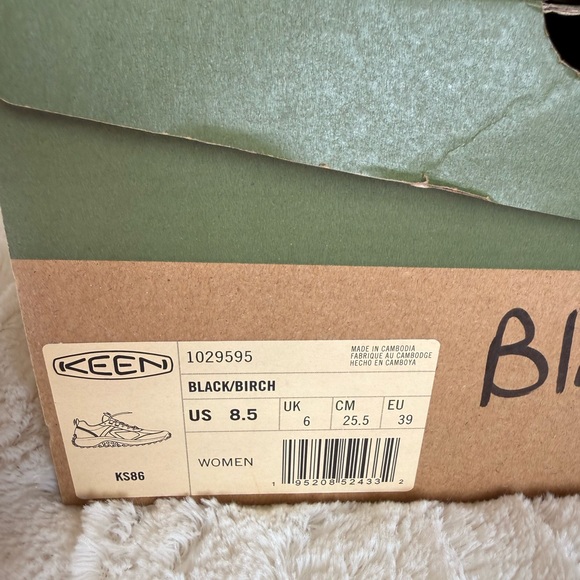 KEEN
1029595
MADE IN CAMBODIA
FABRIQUE AU CAMBODGE
HECHO EN CAMBOYA
BLACK/BIRCH
US 8.5
UK 6
CM 25.5
EU 39
KS86
WOMEN
1 95208 52433 2